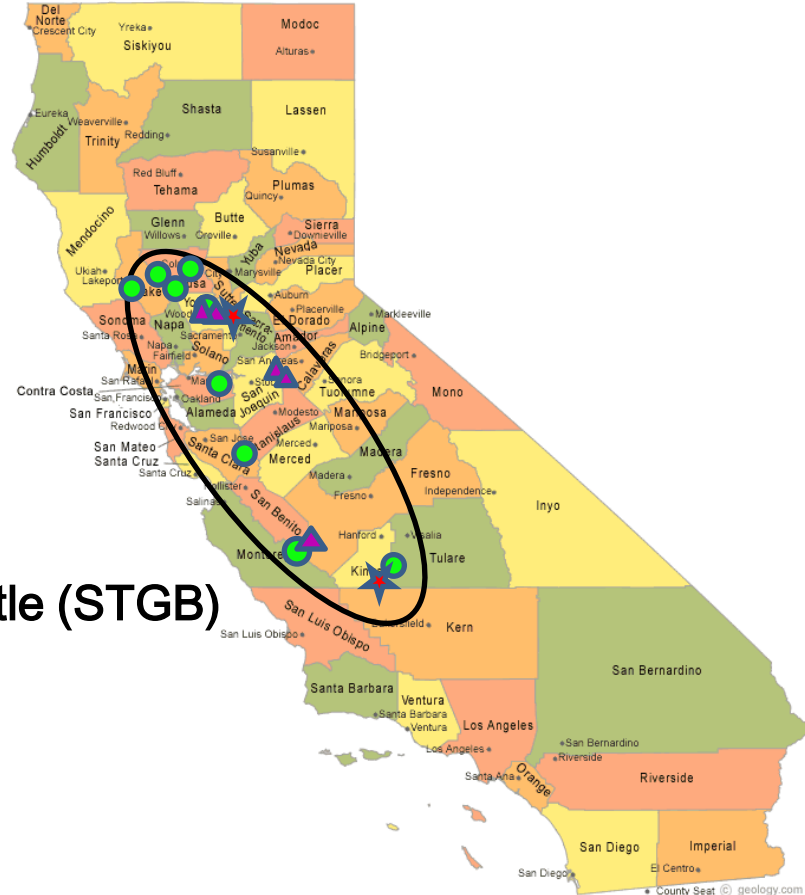 Del
Norte
Crescent City
Yreka
Siskiyou
Modoc
Alturas
Eureka
Humboldt
Weaverville
Trinity
Redding
Shasta
Lassen
Susanville
Red Bluff
Tehama
Plumas
Quincy
Mendocino
Glenn
Willows
Butte
Oroville
Sierra
Downieville
Yuba
Nevada
Nevada City
Marysville
Placer
Ukiah
Lakeport
City
Sutter
Auburn
Sonoma
Napa
Sacra-
mento
El Dorado
Placerville
Markleeville
Alpine
Santa Rosa
Napa
Sacramento
Amador
Jackson
Fairfield
Solano
San Andreas
Calaveras
Bridgeport
Marin
San Rafael
San
Joaquin
Sonora
Tuolumne
Mono
Contra Costa
San Francisco
Oakland
San Francisco
Alameda
Modesto
Mariposa
Redwood
Stanislaus
Mariposa
San Mateo
San Jose
Merced
Merced
Madera
Santa Cruz
Santa Clara
Santa Cruz
Madera
Fresno
Hollister
Fresno
Independence
Inyo
Salinas
San Benito
Hanford
Visalia
Monterey
Kings
Tulare
tle (STGB)
San Luis Obispo
San Luis Obispo
Bakersfield
Kern
San Bernardino
Santa Barbara
Ventura
Santa Barbara
Ventura
Los Angeles
Los Angeles
San Bernardino
Riverside
Santa Ana
Orange
Riverside
San Diego
Imperial
San Diego
El Centro
County Seat © geology.com